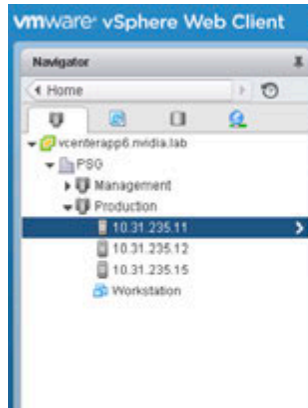 vmware® vSphere Web Client
Navigator
Home
vcenterapp6.nvidia.lab
PSG
Management
Production
10.31.235.11
10.31.235.12
10.31.235.15
Workstation